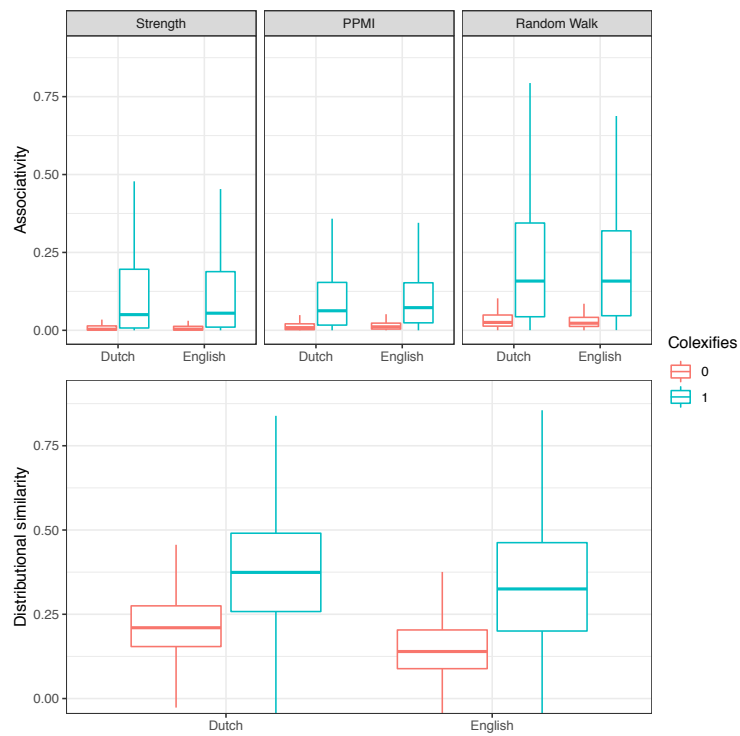 Strength PPMI Random Walk
Associativity
0.75
0.50
0.25
0.00
Dutch English Dutch English Dutch English
Colexifies
0
1
Distributional similarity
0.75
0.50
0.25
0.00
Dutch English